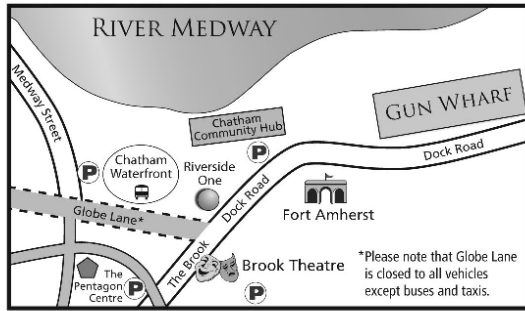 RIVER MEDWAY
Medway Street
GUN WHARF
Chatham
Community Hub
P
Dock Road
P
Chatham
Waterfront
Riverside
One
Dock Road
Fort Amherst
Globe Lane*
The Brook
Brook Theatre
The
Pentagon
Centre
P
P
*Please note that Globe Lane
is closed to all vehicles
except buses and taxis.